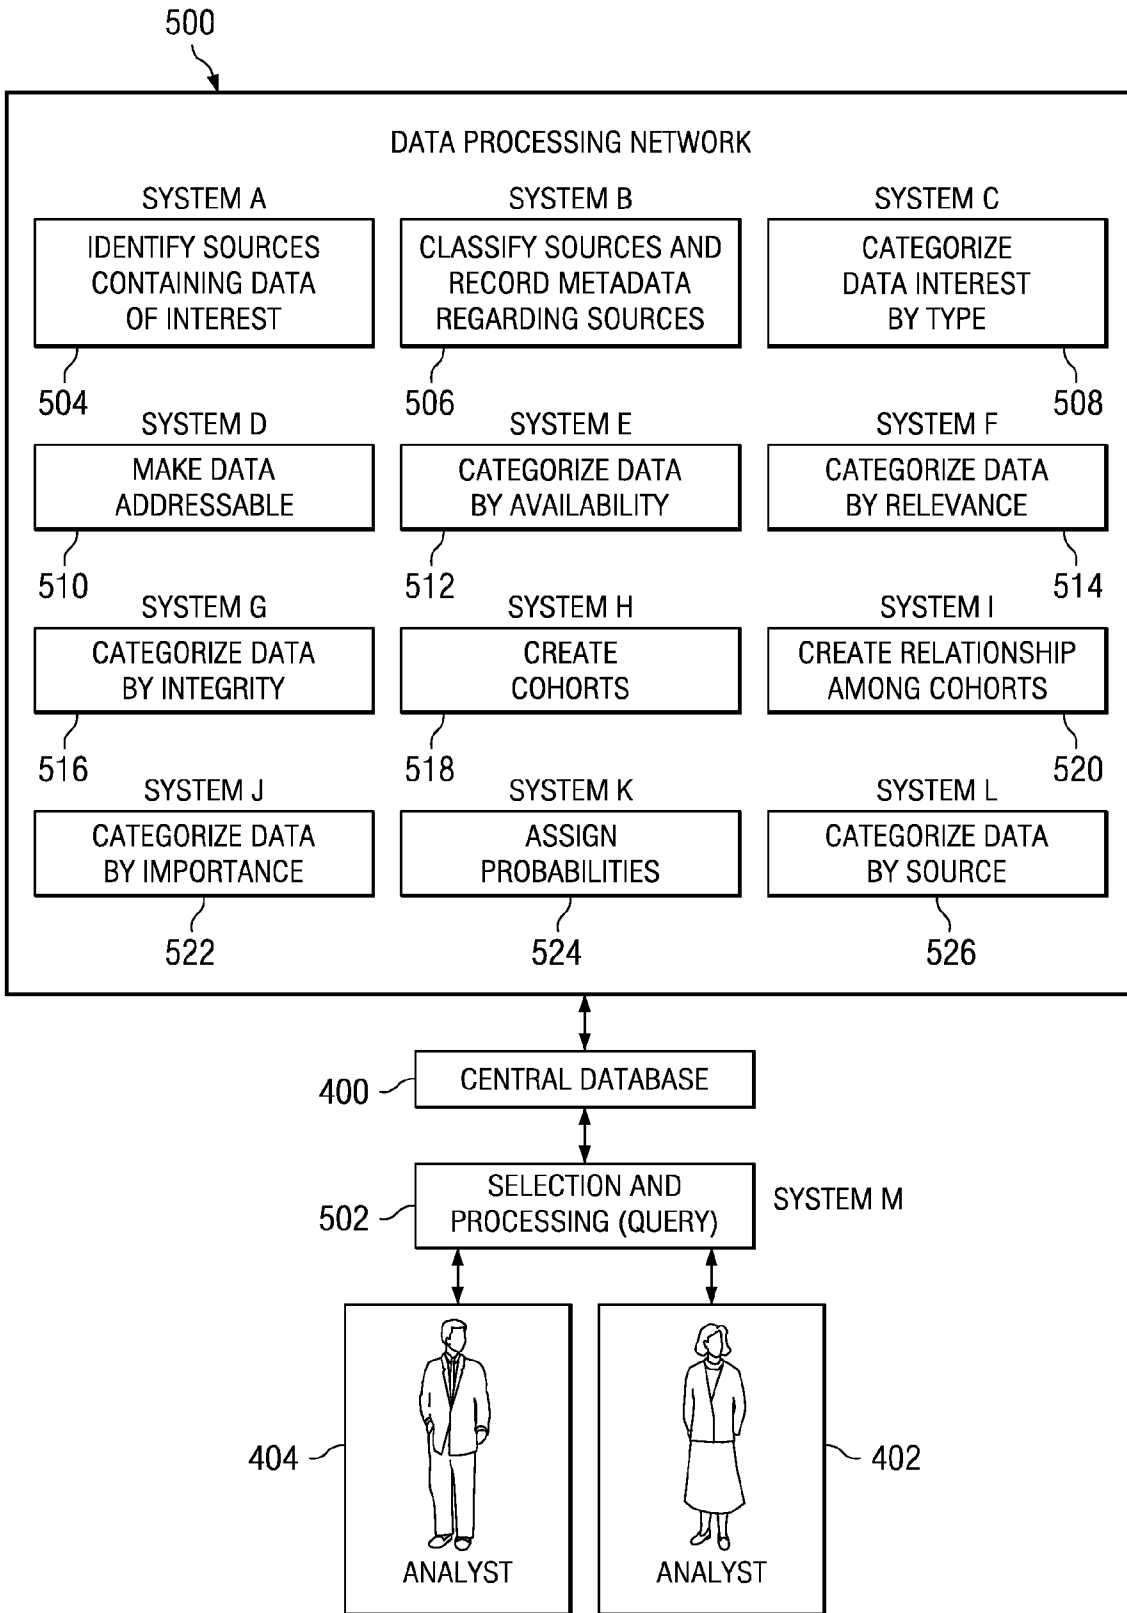 500
DATA PROCESSING NETWORK
SYSTEM A
IDENTIFY SOURCES
CONTAINING DATA
OF INTEREST
504
SYSTEM B
CLASSIFY SOURCES AND
RECORD METADATA
REGARDING SOURCES
506
SYSTEM C
CATEGORIZE
DATA INTEREST
BY TYPE
508
SYSTEM D
MAKE DATA
ADDRESSABLE
510
SYSTEM E
CATEGORIZE DATA
BY AVAILABILITY
512
SYSTEM F
CATEGORIZE DATA
BY RELEVANCE
514
SYSTEM G
CATEGORIZE DATA
BY INTEGRITY
516
SYSTEM H
CREATE
COHORTS
518
SYSTEM I
CREATE RELATIONSHIP
AMONG COHORTS
520
SYSTEM J
CATEGORIZE DATA
BY IMPORTANCE
522
SYSTEM K
ASSIGN
PROBABILITIES
524
SYSTEM L
CATEGORIZE DATA
BY SOURCE
526
400
CENTRAL DATABASE
502
SELECTION AND
PROCESSING (QUERY)
SYSTEM M
404
ANALYST
ANALYST
402